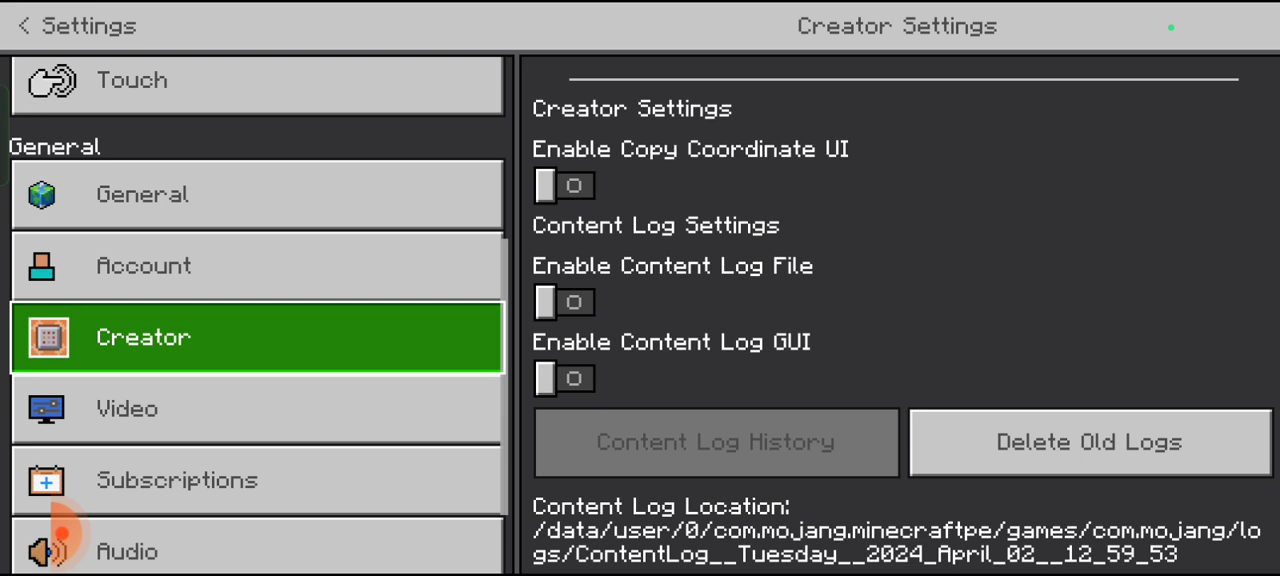 Settings
Creator Settings
Touch
General
General
Account
Creator
Video
Subscriptions
Audio
Creator Settings
Enable Copy Coordinate UI
Content Log Settings
Enable Content Log File
Enable Content Log GUI
Content Log History
Delete Old Logs
Content Log Location:
/data/user/0/com.mojang.minecraftpe/games/com.mojang/lo
gs/ContentLog__Tuesday__2024_April_02__12_59_53